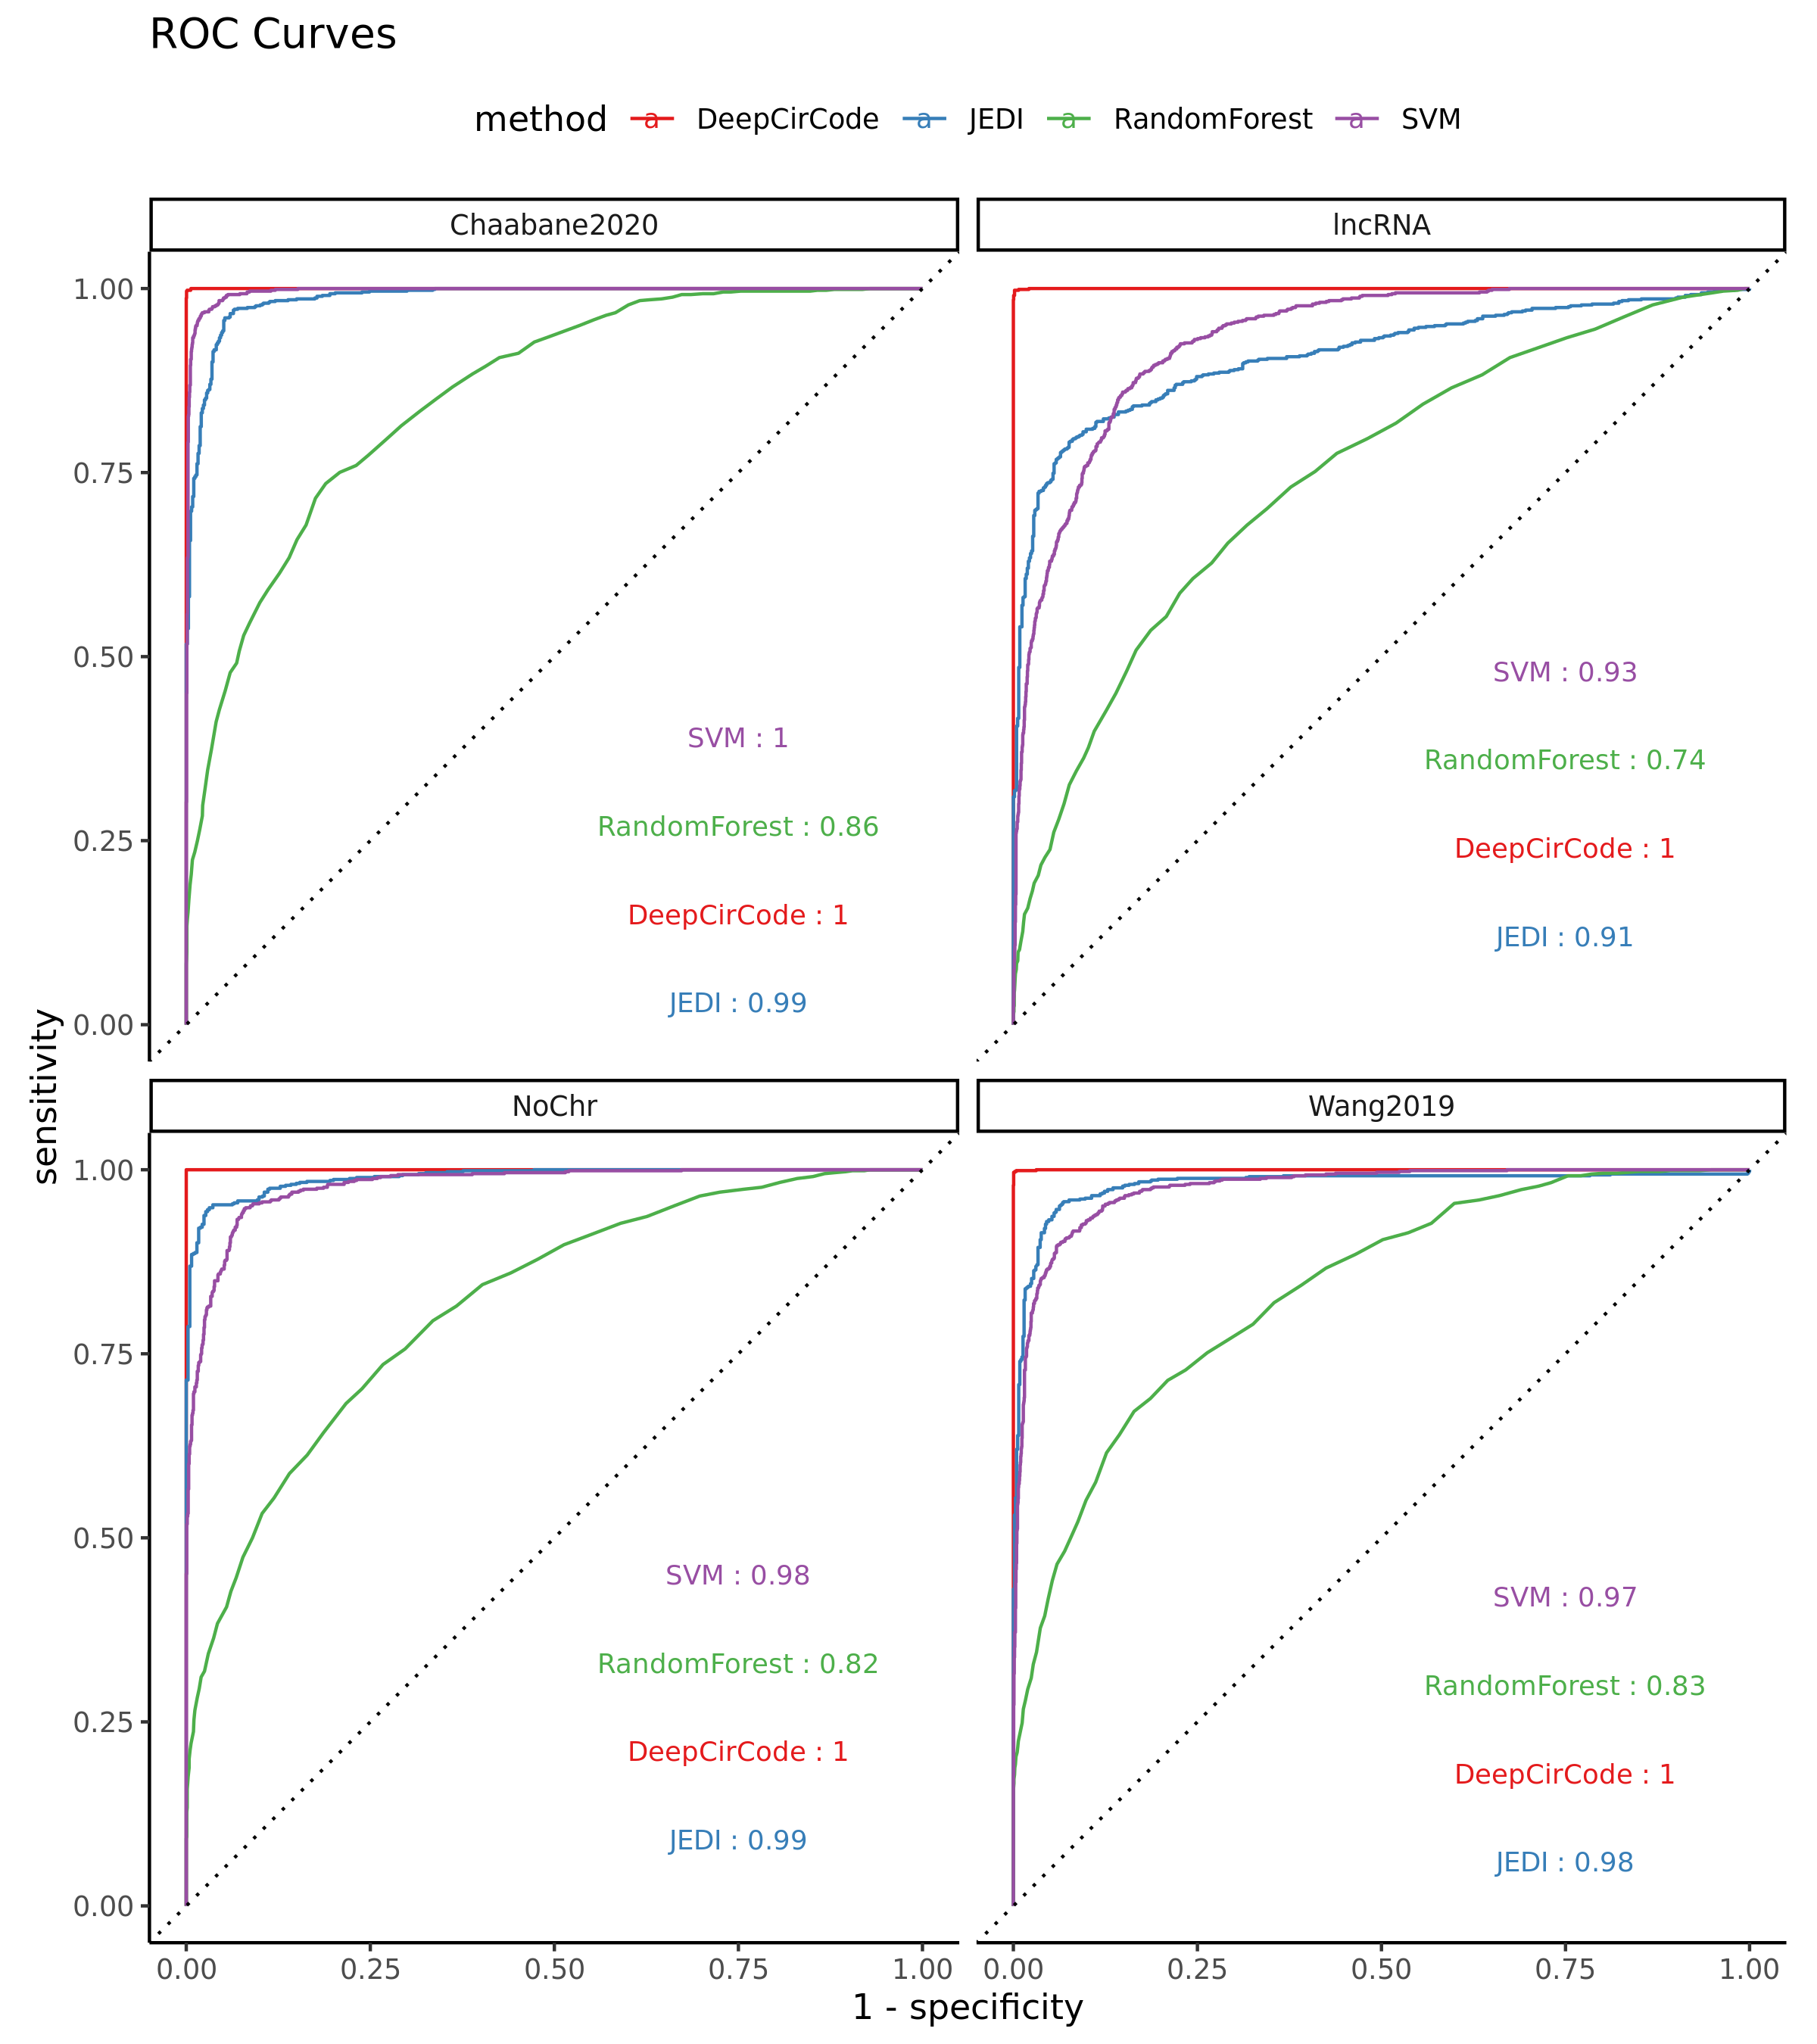 ROC Curves
method a DeepCirCode a JEDI a RandomForest a SVM
Chaabane2020
lncRNA
1.00
0.75
0.50
0.25
0.00
SVM : 1
RandomForest : 0.86
DeepCirCode : 1
JEDI : 0.99
SVM : 0.93
RandomForest : 0.74
DeepCirCode : 1
JEDI : 0.91
sensitivity
NoChr
Wang2019
1.00
0.75
0.50
0.25
0.00
SVM : 0.98
RandomForest : 0.82
DeepCirCode : 1
JEDI : 0.99
SVM : 0.97
RandomForest : 0.83
DeepCirCode : 1
JEDI : 0.98
0.00 0.25 0.50 0.75 1.00 0.00 0.25 0.50 0.75 1.00
1 - specificity